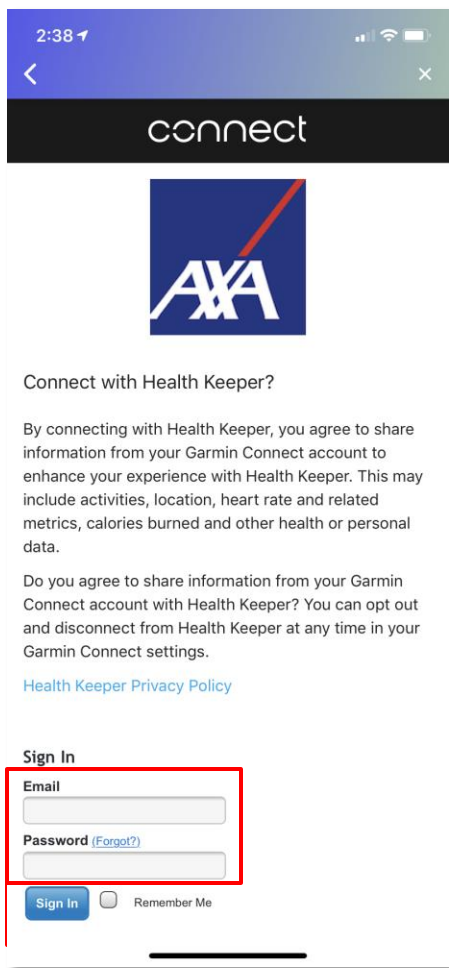 2:38
connect
AXA
Connect with Health Keeper?
By connecting with Health Keeper, you agree to share
information from your Garmin Connect account to
enhance your experience with Health Keeper. This may
include activities, location, heart rate and related
metrics, calories burned and other health or personal
data.
Do you agree to share information from your Garmin
Connect account with Health Keeper? You can opt out
and disconnect from Health Keeper at any time in your
Garmin Connect settings.
Health Keeper Privacy Policy
Sign In
Email
Password (Forgot?)
Sign In Remember Me